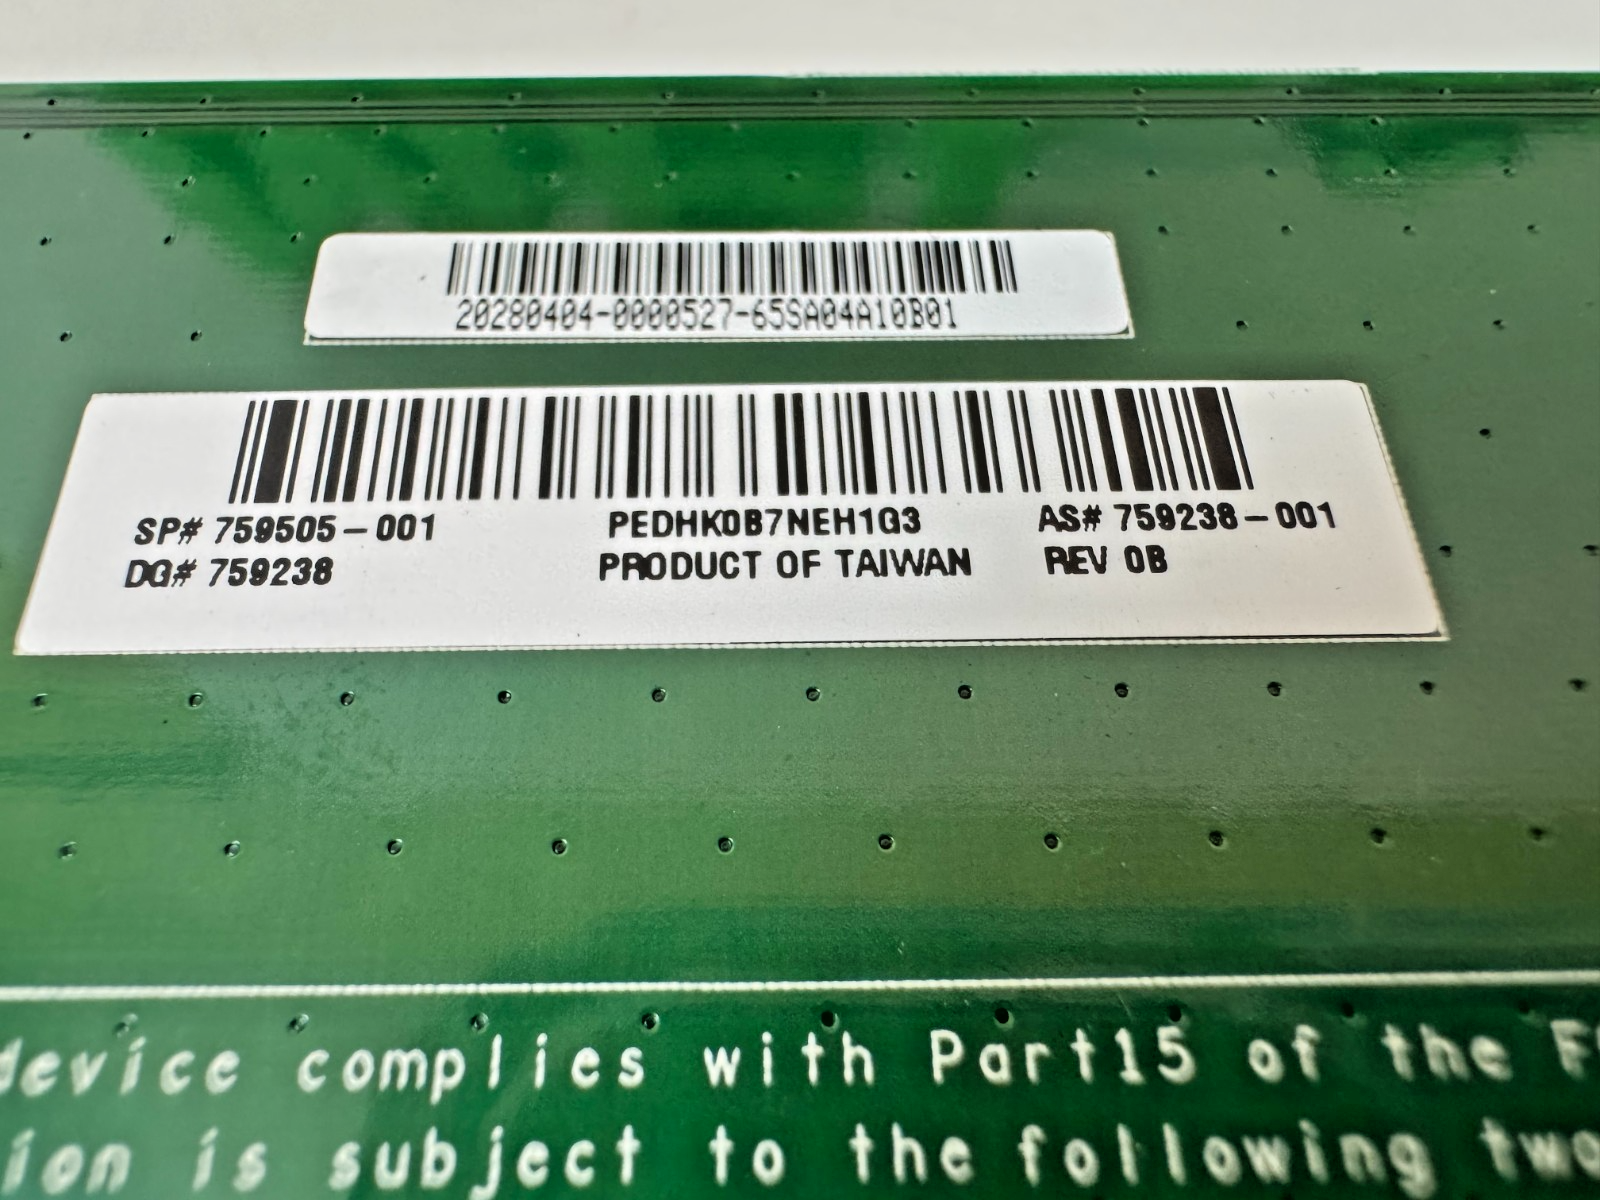 20280404-0000527-65SA04A10B01
SP# 759505-001 PEDHK0B7NEH1G3 AS# 759238-001
DG# 759238 PRODUCT OF TAIWAN REV 0B
device complies with Part15 of the F
ion is subject to the following two